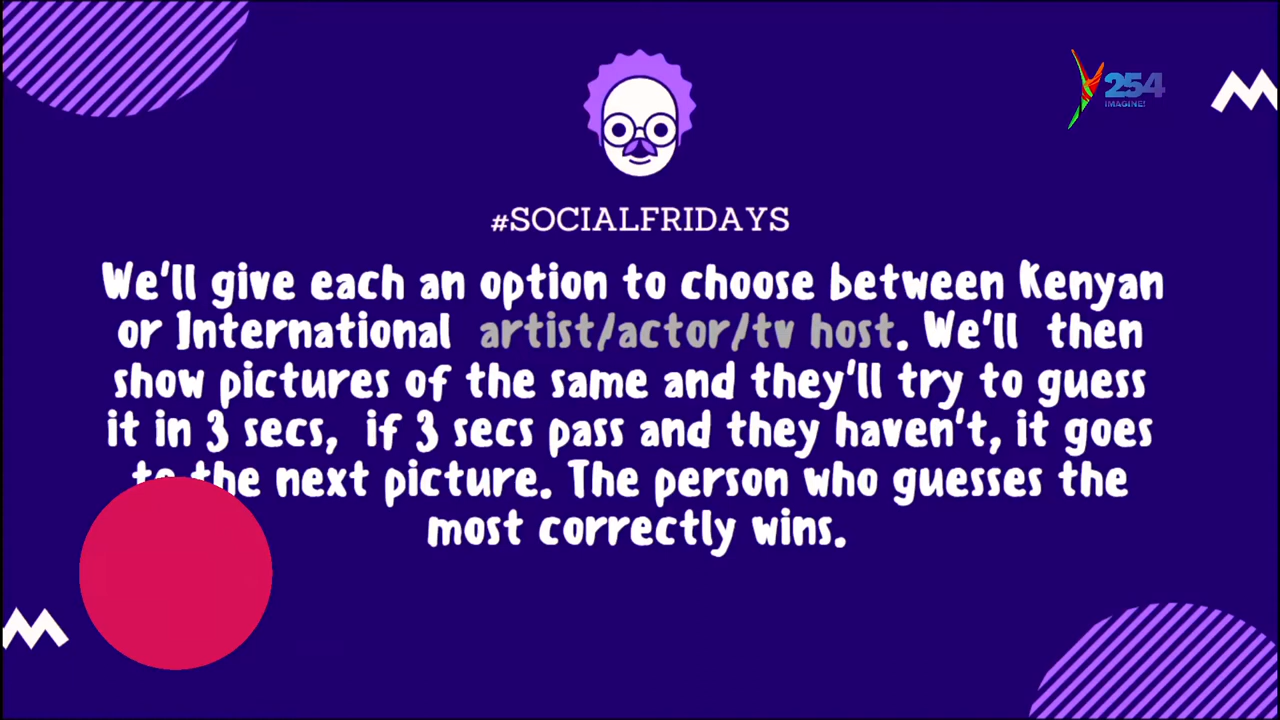 Y254
IMAGINE!
#SOCIALFRIDAYS
We'll give each an option to choose between Kenyan
or International artist/actor/tv host. We'll then
show pictures of the same and they'll try to guess
it in 3 secs, if 3 secs pass and they haven't, it goes
to the next picture. The person who guesses the
most correctly wins.